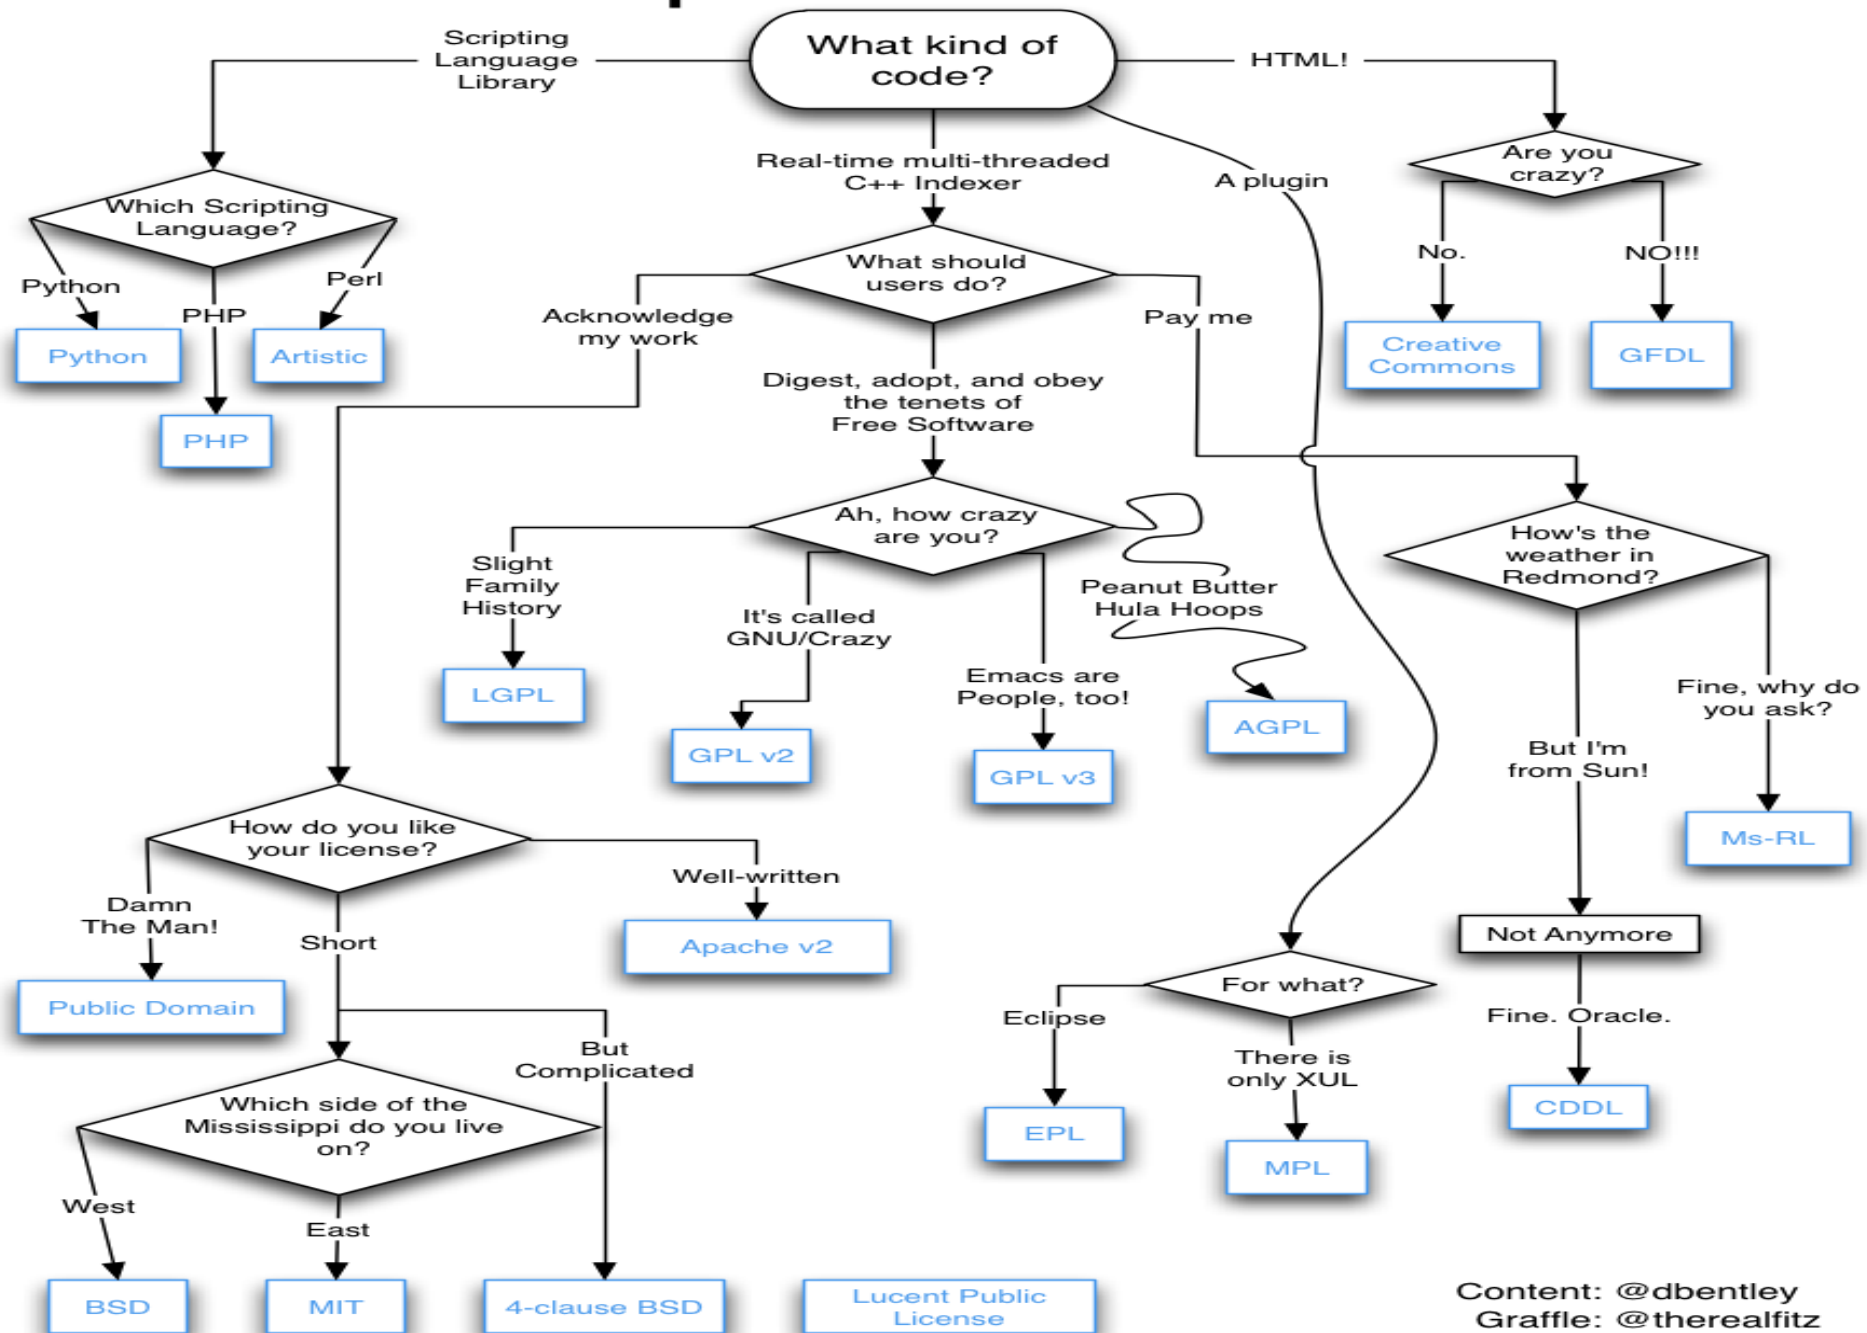 What kind of
code?
Scripting
Language
Library
HTML!
Real-time multi-threaded
C++ Indexer
A plugin
Are you
crazy?
Which Scripting
Language?
Python
PHP
Perl
Python
Artistic
PHP
What should
users do?
No.
NO!!!
Creative
Commons
GFDL
Acknowledge
my work
Pay me
Digest, adopt, and obey
the tenets of
Free Software
Ah, how crazy
are you?
How's the
weather in
Redmond?
Slight
Family
History
It's called
GNU/Crazy
Emacs are
People, too!
Peanut Butter
Hula Hoops
LGPL
GPL v2
GPL v3
AGPL
Fine, why do
you ask?
But I'm
from Sun!
Ms-RL
How do you like
your license?
Damn
The Man!
Short
Well-written
Apache v2
Public Domain
Not Anymore
Fine. Oracle.
CDDL
For what?
Eclipse
There is
only XUL
EPL
MPL
But
Complicated
Which side of the
Mississippi do you live
on?
West
East
BSD
MIT
4-clause BSD
Lucent Public
License
Content: @dbentley
Graffle: @therealfitz